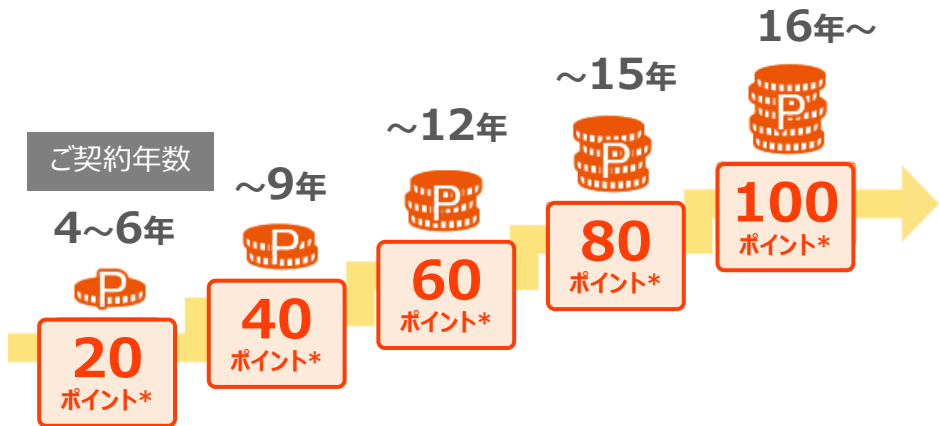 ご契約年数
4～6年
P
20
ポイント*
～9年
P
40
ポイント*
～12年
P
60
ポイント*
～15年
P
80
ポイント*
16年～
P
100
ポイント*